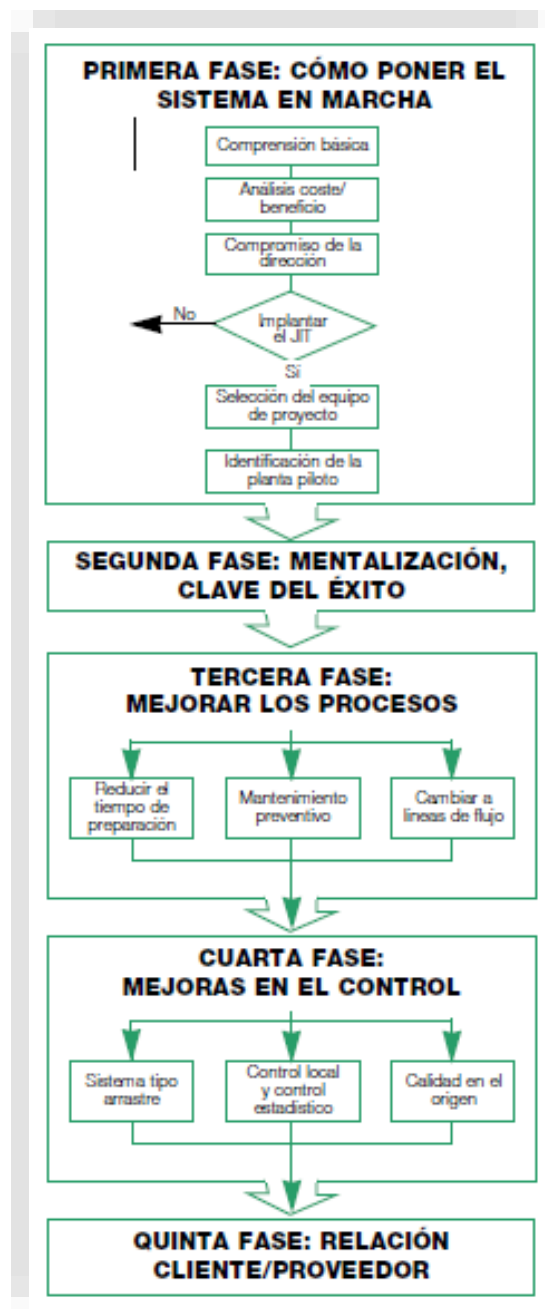 PRIMERA FASE: CÓMO PONER EL
SISTEMA EN MARCHA
Comprensión básica
Análisis coste/
beneficio
Compromiso de la
dirección
No
Implantar
el JIT
Sí
Selección del equipo
de proyecto
Identificación de la
planta piloto
SEGUNDA FASE: MENTALIZACIÓN,
CLAVE DEL ÉXITO
TERCERA FASE:
MEJORAR LOS PROCESOS
Reducir el
tiempo de
preparación
Mantenimiento
preventivo
Cambiar a
lineas de flujo
CUARTA FASE:
MEJORAS EN EL CONTROL
Sistema tipo
arrastre
Control local
y control
estadístico
Calidad en el
origen
QUINTA FASE: RELACIÓN
CLIENTE/PROVEEDOR